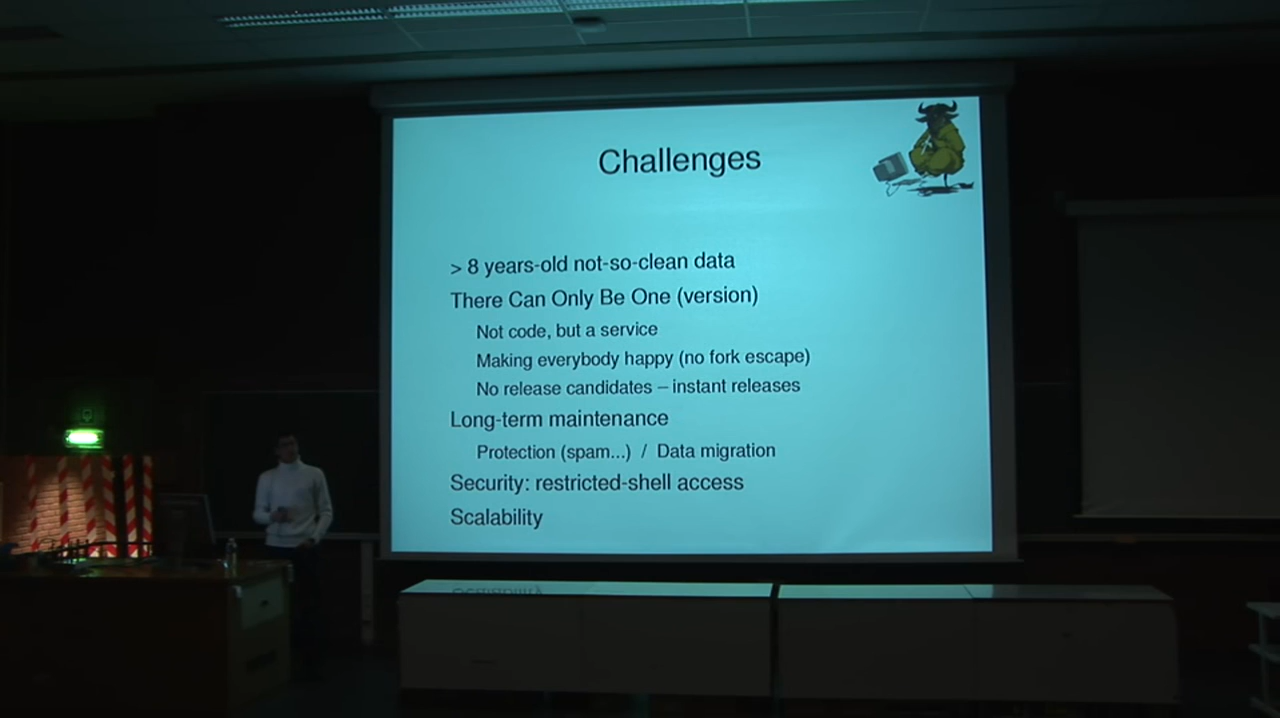 Challenges
> 8 years-old not-so-clean data
There Can Only Be One (version)
Not code, but a service
Making everybody happy (no fork escape)
No release candidates – instant releases
Long-term maintenance
Protection (spam...) / Data migration
Security: restricted-shell access
Scalability